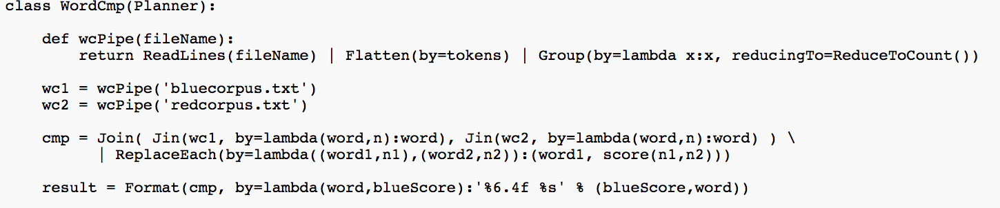 class WordCmp(Planner):
    def wcPipe(fileName):
        return ReadLines(fileName) | Flatten(by=tokens) | Group(by=lambda x:x, reducingTo=ReduceToCount())
    wc1 = wcPipe('bluecorpus.txt')
    wc2 = wcPipe('redcorpus.txt')
    cmp = Join( Jin(wc1, by=lambda(word,n):word), Jin(wc2, by=lambda(word,n):word) ) \
          | ReplaceEach(by=lambda((word1,n1),(word2,n2)):(word1, score(n1,n2)))
    result = Format(cmp, by=lambda(word,blueScore):'%6.4f %s' % (blueScore,word))